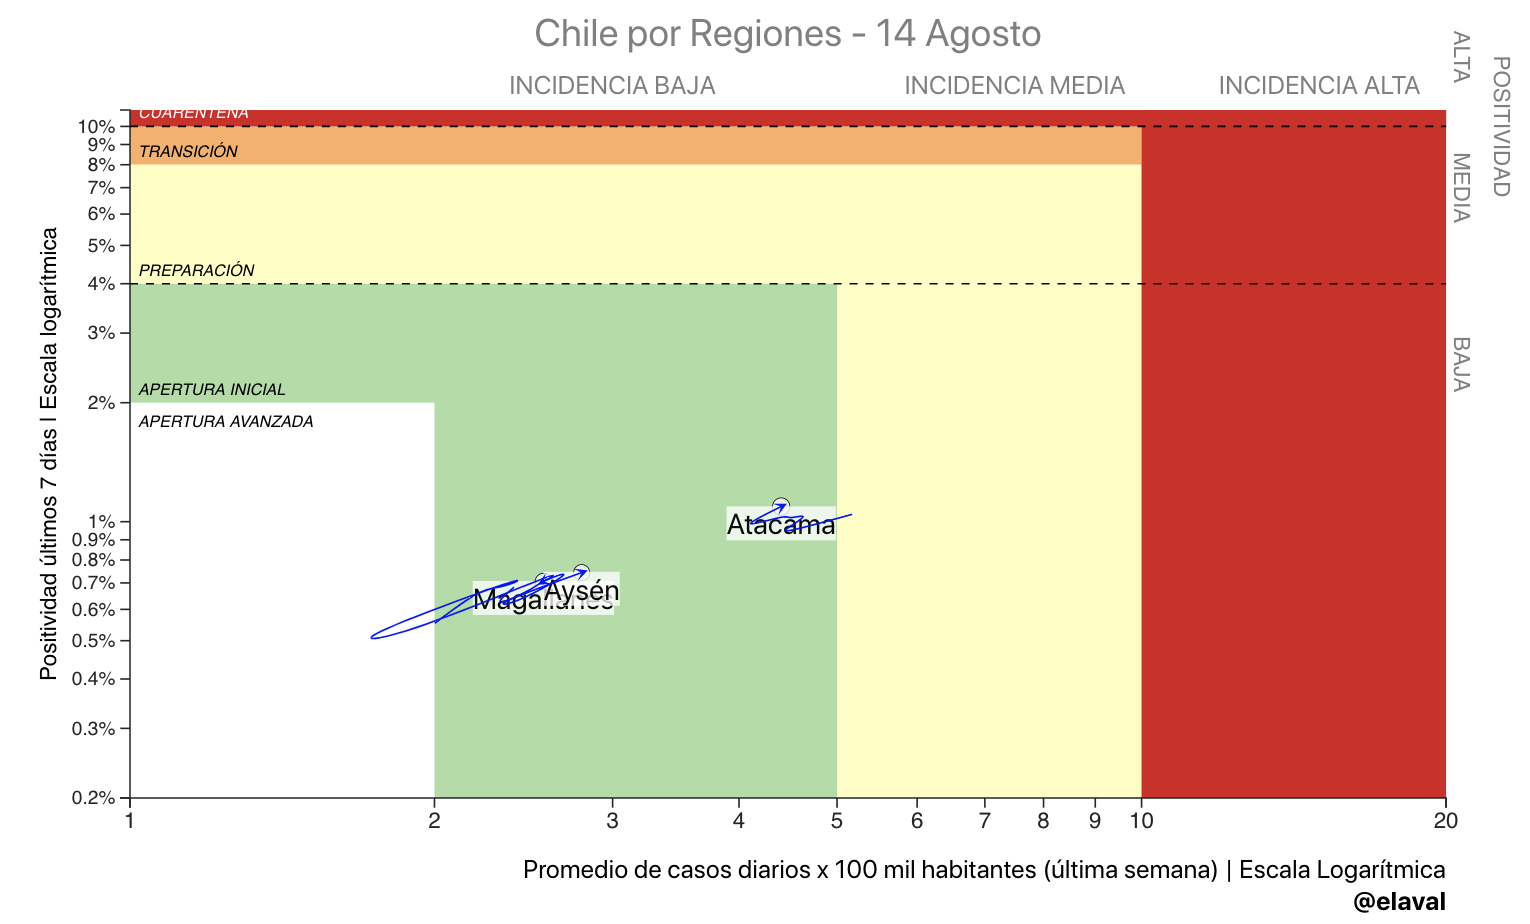 Chile por Regiones - 14 Agosto
INCIDENCIA BAJA
INCIDENCIA MEDIA
INCIDENCIA ALTA
ALTA
MEDIA
BAJA
POSITIVIDAD
CUARENTENA
10%
9%
TRANSICIÓN
8%
7%
6%
5%
PREPARACIÓN
4%
3%
APERTURA INICIAL
2%
APERTURA AVANZADA
1%
0.9%
0.8%
0.7%
0.6%
0.5%
0.4%
0.3%
0.2%
Positividad últimos 7 días | Escala logarítmica
Atacama
Aysén
1 2 3 4 5 6 7 8 9 10 20
Promedio de casos diarios x 100 mil habitantes (última semana) | Escala Logarítmica
@elaval